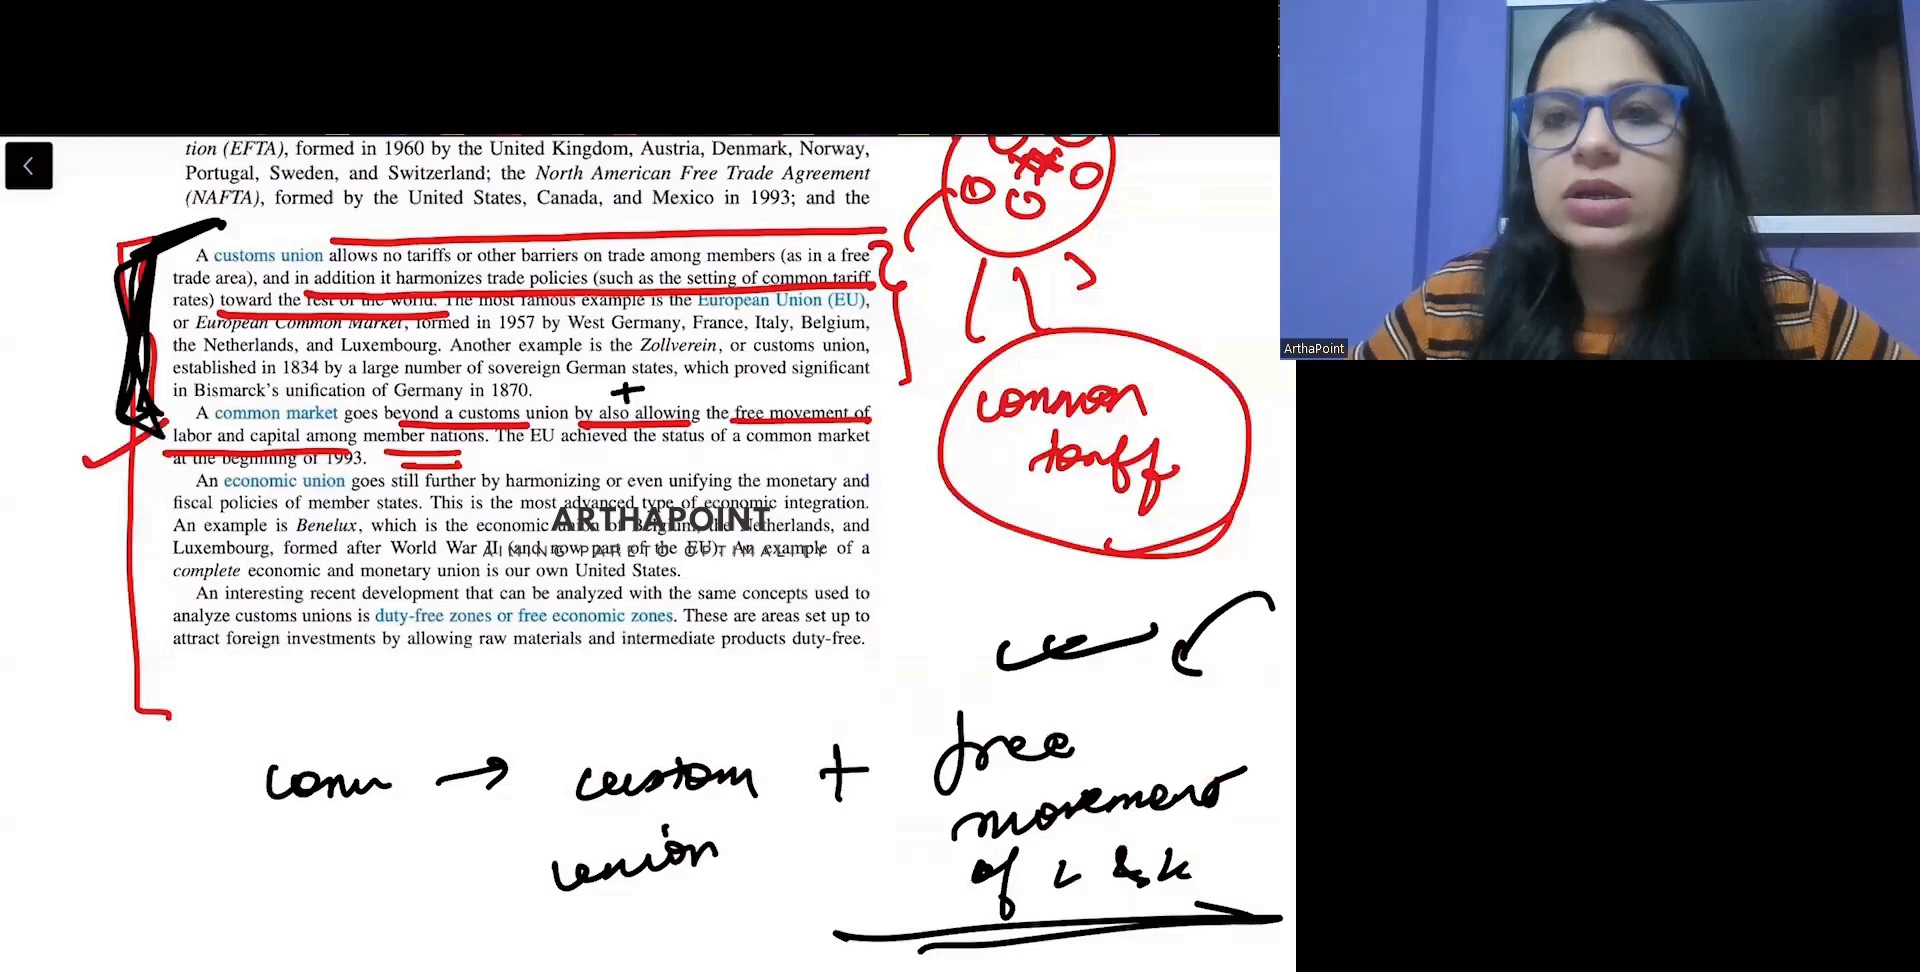 tion (EFTA), formed in 1960 by the United Kingdom, Austria, Denmark, Norway,
Portugal, Sweden, and Switzerland; the North American Free Trade Agreement
(NAFTA), formed by the United States, Canada, and Mexico in 1993; and the
A customs union allows no tariffs or other barriers on trade among members (as in a free
trade area), and in addition it harmonizes trade policies (such as the setting of common tariff
rates) toward the rest of the world. The most famous example is the European Union (EU),
or European Common Market, formed in 1957 by West Germany, France, Italy, Belgium,
the Netherlands, and Luxembourg. Another example is the Zollverein, or customs union,
established in 1834 by a large number of sovereign German states, which proved significant
in Bismarck's unification of Germany in 1870.
+
A common market goes beyond a customs union by also allowing the free movement of
labor and capital among member nations. The EU achieved the status of a common market
at the beginning of 1993.
An economic union goes still further by harmonizing or even unifying the monetary and
fiscal policies of member states. This is the most advanced type of economic integration.
An example is Benelux, which is the economic union of Belgium, the Netherlands, and
Luxembourg, formed after World War II (and now part of the EU). An example of a
complete economic and monetary union is our own United States.
An interesting recent development that can be analyzed with the same concepts used to
analyze customs unions is duty-free zones or free economic zones. These are areas set up to
attract foreign investments by allowing raw materials and intermediate products duty-free.
ARTHAPOINT
AIMING PARETO OPTIMALITY
common
tariff
ArthaPoint
com → custom + free
union movement
of L & K